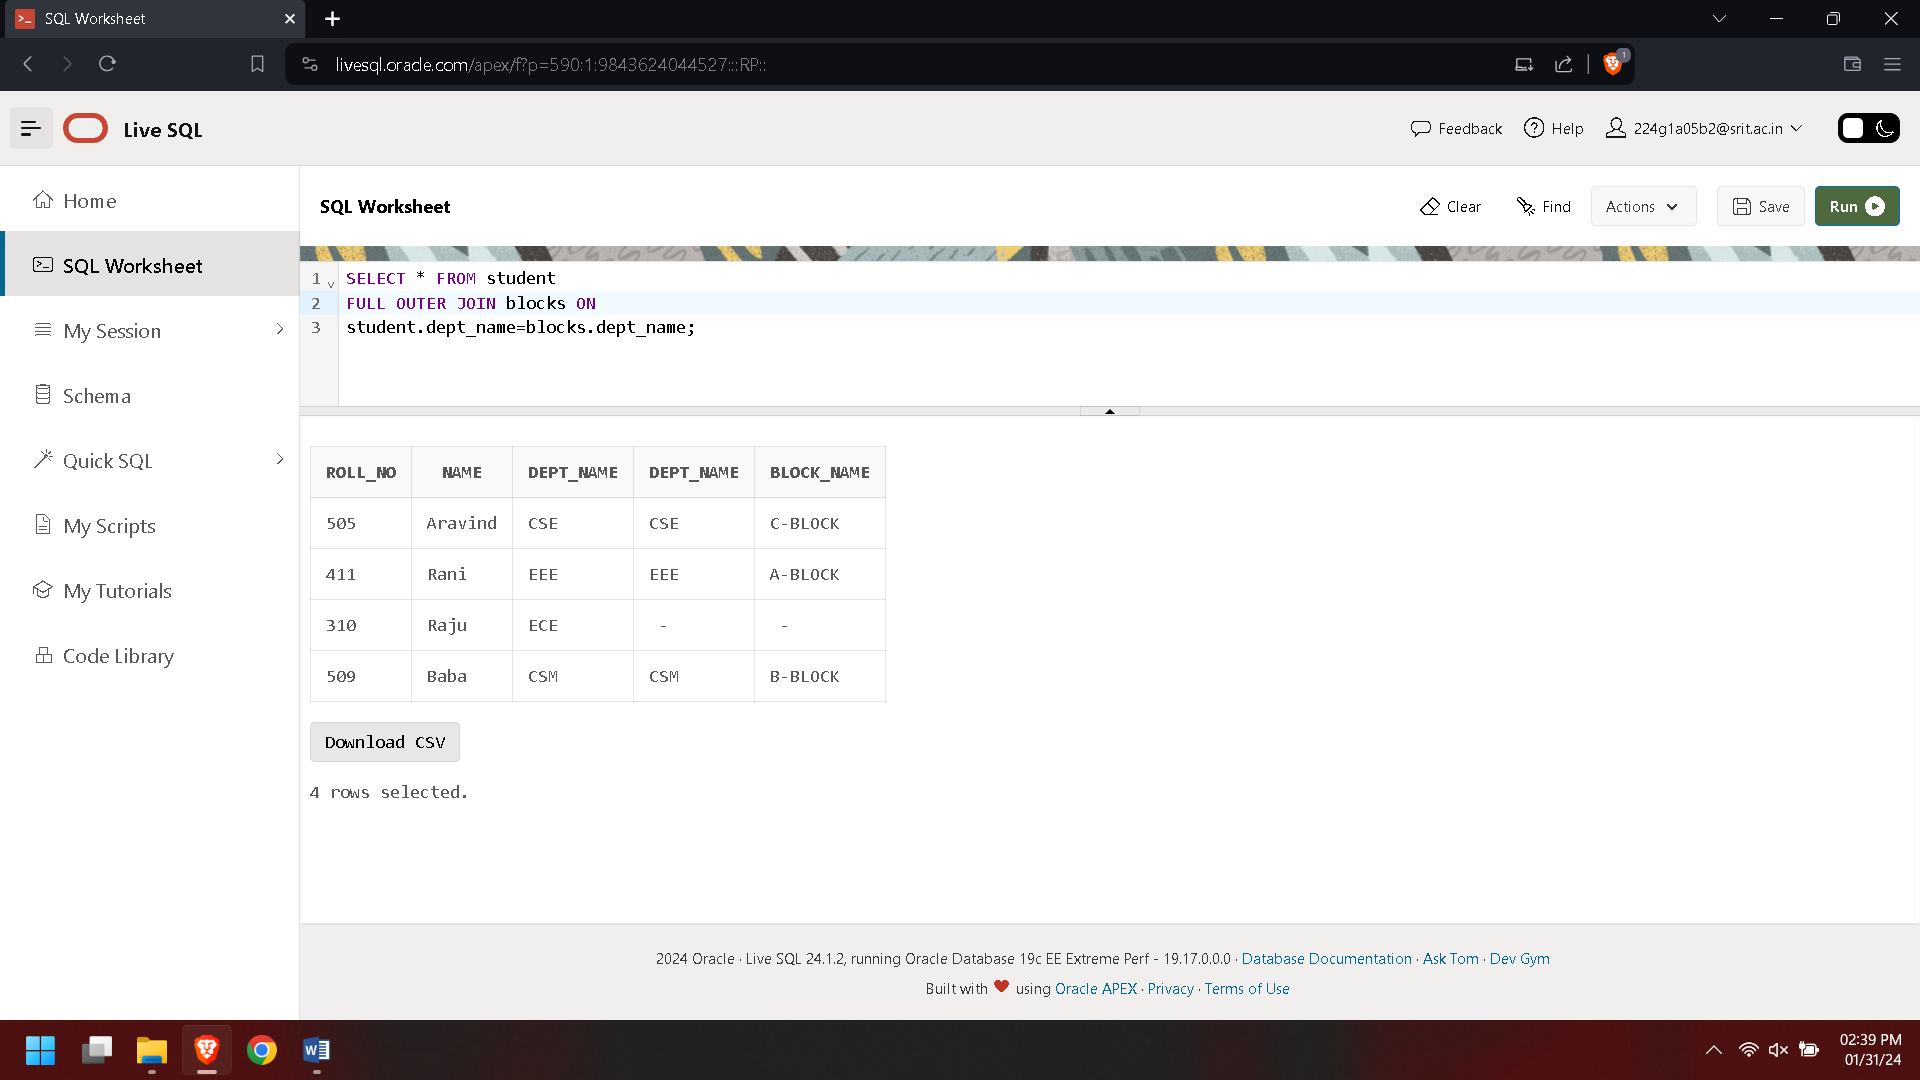 SQL Worksheet
livesql.oracle.com/apex/f?p=590:1:9843624044527:::RP::
1
Live SQL
Feedback
Help
224g1a05b2@srit.ac.in
Home
SQL Worksheet
My Session
Schema
Quick SQL
My Scripts
My Tutorials
Code Library
SQL Worksheet
Clear
Find
Actions
Save
Run
1 SELECT * FROM student
2 FULL OUTER JOIN blocks ON
3 student.dept_name=blocks.dept_name;
ROLL_NO NAME DEPT_NAME DEPT_NAME BLOCK_NAME
505 Aravind CSE CSE C-BLOCK
411 Rani EEE EEE A-BLOCK
310 Raju ECE - -
509 Baba CSM CSM B-BLOCK
Download CSV
4 rows selected.
2024 Oracle · Live SQL 24.1.2, running Oracle Database 19c EE Extreme Perf - 19.17.0.0.0 · Database Documentation · Ask Tom · Dev Gym
Built with ❤ using Oracle APEX · Privacy · Terms of Use
W
02:39 PM
01/31/24